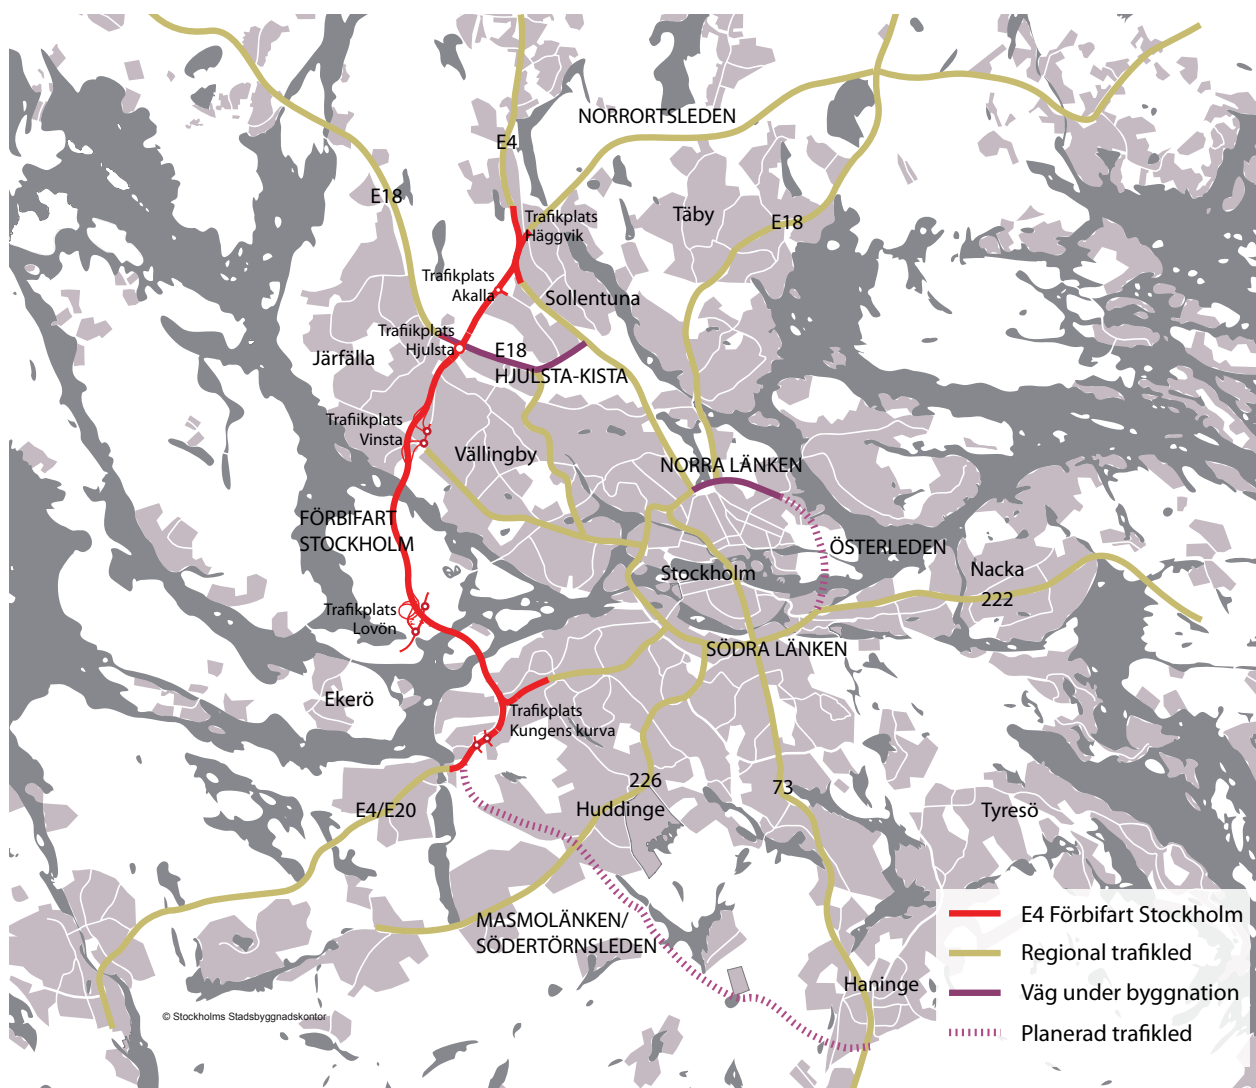 NORRORTSLEDEN
E4
E18
Täby
Trafikplats
Häggvik
E18
Trafikplats
Akalla
Sollentuna
Trafiikplats
Hjulsta
E18
Järfälla
HJULSTA-KISTA
Trafiikplats
Vinsta
Vällingby
NORRA LÄNKEN
FÖRBIFART
STOCKHOLM
ÖSTERLEDEN
Stockholm
Nacka
222
Trafikplats
Lovön
SÖDRA LÄNKEN
Ekerö
Trafikplats
Kungens kurva
226
73
E4/E20
Huddinge
Tyresö
MASMOLÄNKEN/
SÖDERTÖRNSLEDEN
Haninge
© Stockholms Stadsbyggnadskontor
E4 Förbifart Stockholm
Regional trafikled
Väg under byggnation
Planerad trafikled